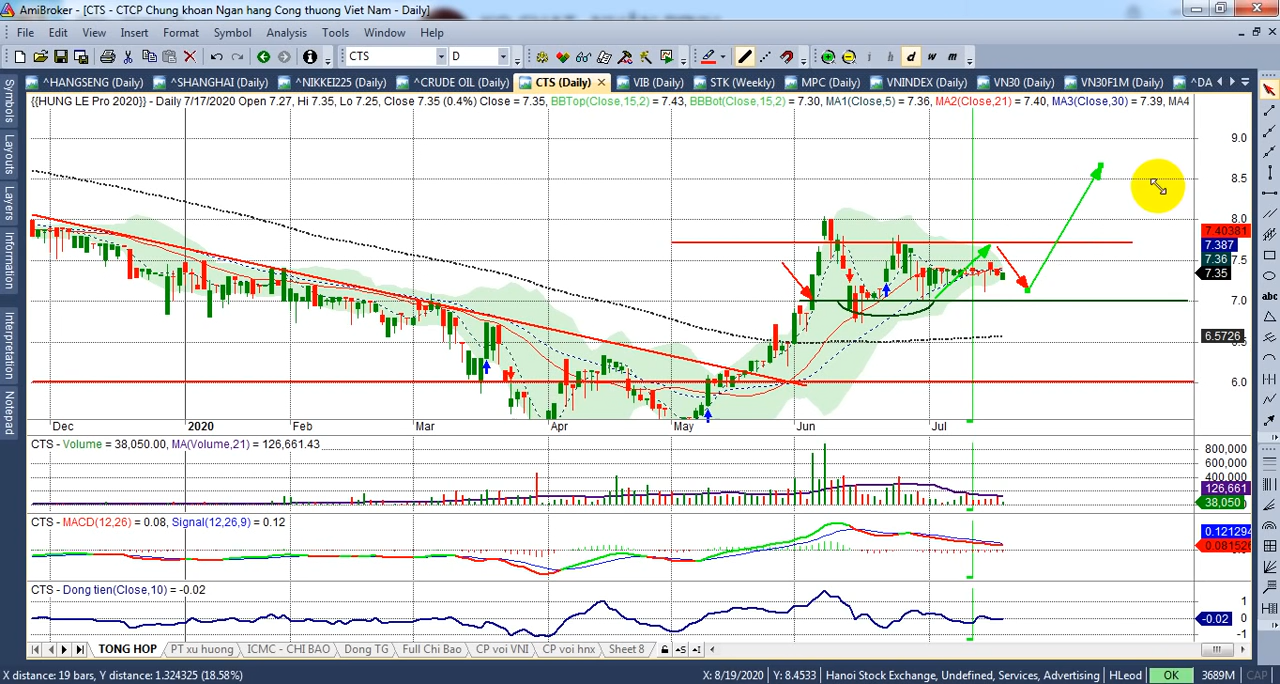 AmiBroker - [CTS - CTCP Chung khoan Ngan hang Cong thuong Viet Nam - Daily]
File Edit View Insert Format Symbol Analysis Tools Window Help
CTS D i h d w m
^HANGSENG (Daily) ^SHANGHAI (Daily) ^NIKKEI225 (Daily) ^CRUDE OIL (Daily) CTS (Daily) VIB (Daily) STK (Weekly) MPC (Daily) VNINDEX (Daily) VN30 (Daily) VN30F1M (Daily) ^DA
{{HUNG LE Pro 2020}} - Daily 7/17/2020 Open 7.27, Hi 7.35, Lo 7.25, Close 7.35 (0.4%) Close = 7.35, BBTop(Close,15,2) = 7.43, BBBot(Close,15,2) = 7.30, MA1(Close,5) = 7.36, MA2(Close,21) = 7.40, MA3(Close,30) = 7.39, MA4
Symbols
Layouts
Layers
Information
Interpretation
Notepad
9.0
8.5
8.0
7.40381
7.387
7.36
7.35
7.0
6.5726
6.0
Dec 2020 Feb Mar Apr May Jun Jul
CTS - Volume = 38,050.00, MA(Volume,21) = 126,661.43
800,000
600,000
126,661
38,050
CTS - MACD(12,26) = 0.08, Signal(12,26,9) = 0.12
0.121294
CTS - Dong tien(Close,10) = -0.02
1
-0.02
-1
TONG HOP PT xu huong ICMC - CHI BAO Dong TG Full Chi Bao CP voi VNI CP voi hnx Sheet 8
X distance: 19 bars, Y distance: 1.324325 (18.58%) X: 8/19/2020 Y: 8.4533 Hanoi Stock Exchange, Undefined, Services, Advertising HLeod OK 3689M CAP